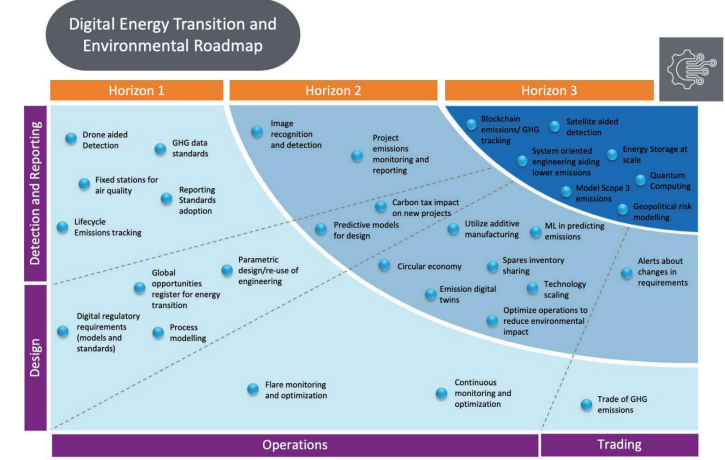 Digital Energy Transition and
Environmental Roadmap
Horizon 1
Horizon 2
Horizon 3
Detection and Reporting
Design
Drone aided
Detection
GHG data
standards
Fixed stations for
air quality
Reporting
Standards
adoption
Lifecycle
Emissions tracking
Image
recognition
and detection
Project
emissions
monitoring and
reporting
Blockchain
emissions/ GHG
tracking
Satellite aided
detection
System oriented
engineering aiding
lower emissions
Energy Storage at
scale
Quantum
Computing
Model Scope 3
emissions
Geopolitical risk
modelling
Carbon tax impact
on new projects
Predictive models
for design
Utilize additive
manufacturing
ML in predicting
emissions
Parametric
design/re-use of
engineering
Global
opportunities
register for energy
transition
Circular economy
Spares inventory
sharing
Alerts about
changes in
requirements
Emission digital
twins
Technology
scaling
Digital regulatory
requirements
(models and
standards)
Process
modelling
Optimize operations to
reduce environmental
impact
Flare monitoring
and optimization
Continuous
monitoring and
optimization
Trade of GHG
emissions
Operations
Trading